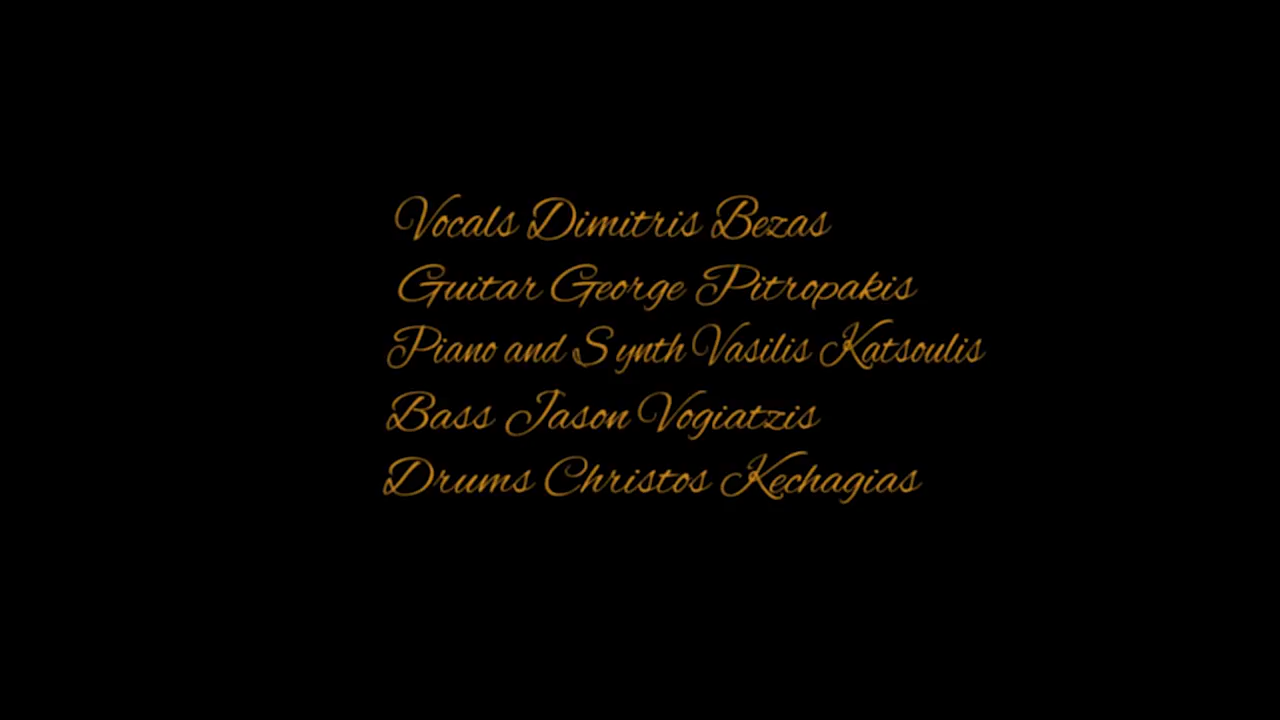 Vocals Dimitris Bezas
Guitar George Pitropakis
Piano and Synth Vasilis Katsoulis
Bass Jason Vogiatzis
Drums Christos Kechagias